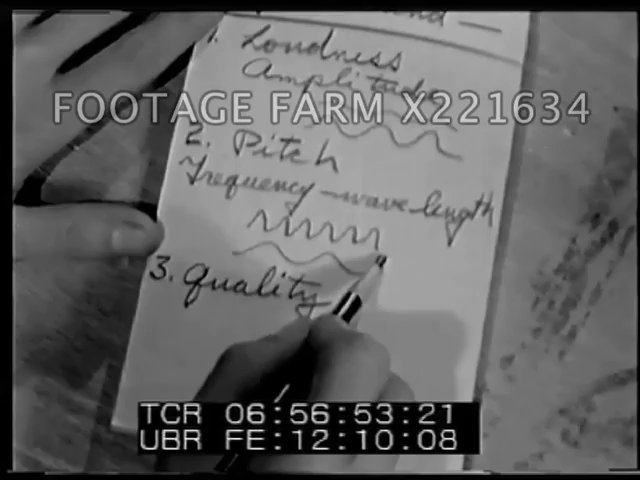 1. Loudness
Amplitude
FOOTAGE FARM X221634
2. Pitch
Frequency - wave length
3. Quality
TCR 06:56:53:21
UBR FE:12:10:08